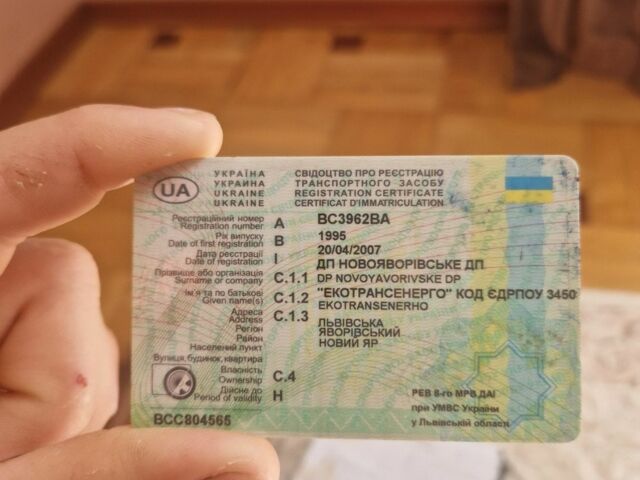 UA
УКРАЇНА
УКРАИНА
UKRAINE
UKRAINE
СВІДОЦТВО ПРО РЕЄСТРАЦІЮ
ТРАНСПОРТНОГО ЗАСОБУ
REGISTRATION CERTIFICATE
CERTIFICAT D'IMMATRICULATION
Реєстраційний номер
Registration number A BC3962BA
Рік випуску
Date of first registration B 1995
Дата реєстрації
Date of registration I 20/04/2007
Прізвище або організація ДП НОВОЯВОРІВСЬКЕ ДП
Surname or company C.1.1 DP NOVOYAVORIVSKE DP
Ім'я та по батькові "ЕКОТРАНСЕНЕРГО" КОД ЄДРПОУ 3450
Given name(s) C.1.2 EKOTRANSENERHO
Адреса
Address C.1.3 ЛЬВІВСЬКА
Регіон ЯВОРІВСЬКИЙ
Район НОВИЙ ЯР
Населений пункт
Вулиця, будинок, квартира
Власність
Ownership C.4
Дійсне до
Period of validity H
РЕВ 8-го МРВ ДАІ
при УМВС України
у Львівській області
BCC804565